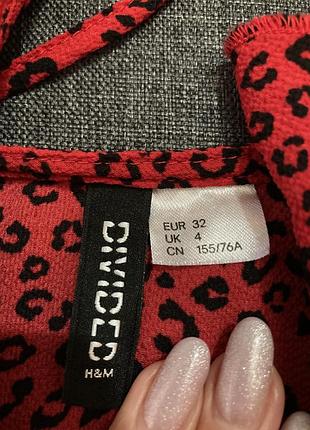 DIVIDED
H&M
EUR 32
UK 4
CN 155/76A